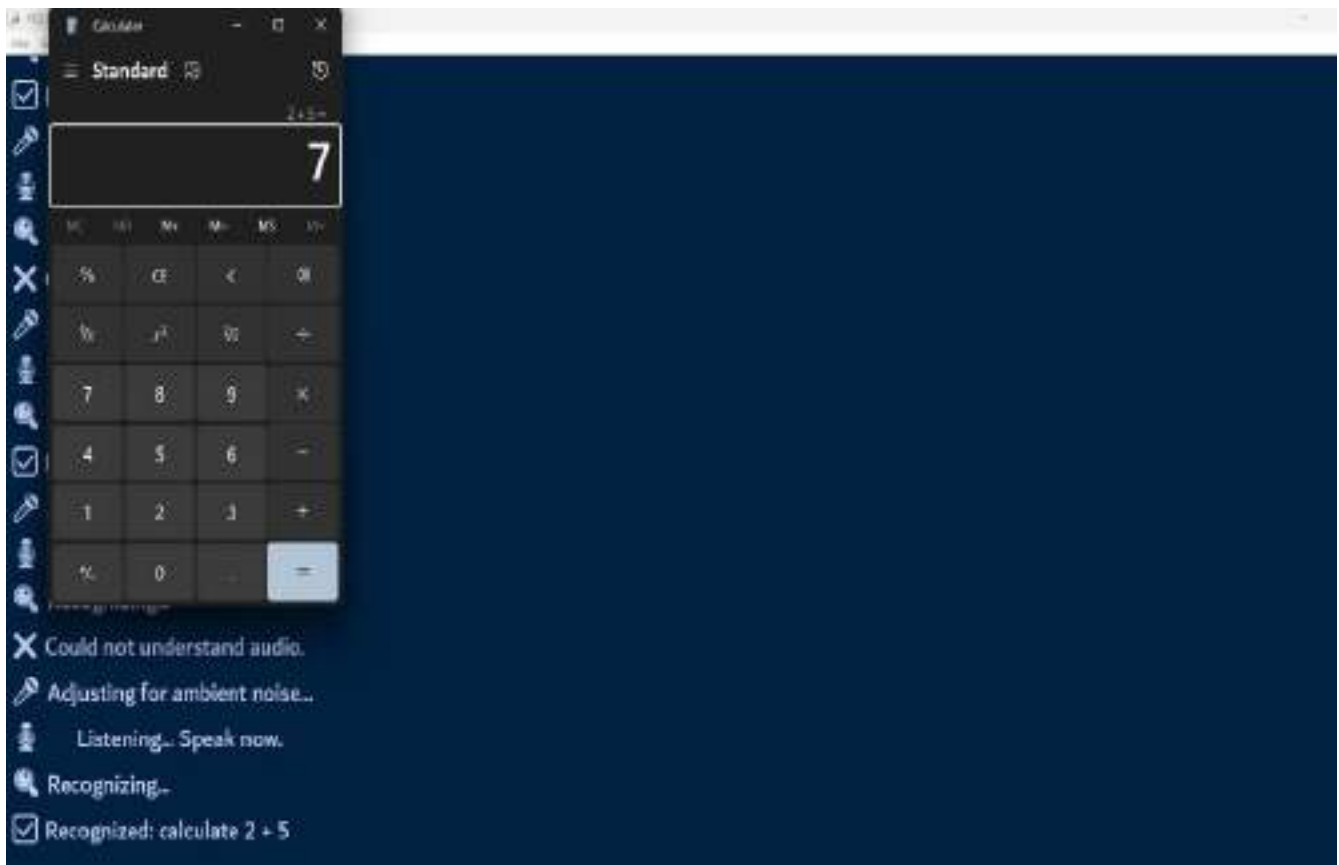 Calculator
Standard
2 + 5 =
7
M+ M- MS
% CE
7 8 9 ×
4 5 6 −
1 2 3 +
0 =
Could not understand audio.
Adjusting for ambient noise...
Listening... Speak now.
Recognizing...
Recognized: calculate 2 + 5